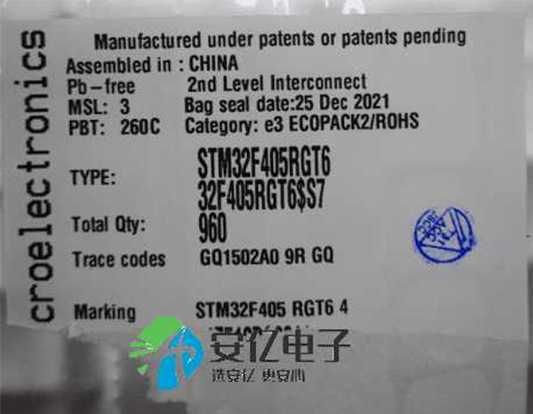 croelectronics
Manufactured under patents or patents pending
Assembled in : CHINA
Pb-free 2nd Level Interconnect
MSL: 3 Bag seal date:25 Dec 2021
PBT: 260C Category: e3 ECOPACK2/ROHS
TYPE: STM32F405RGT6
32F405RGT6$S7
Total Qty: 960
Trace codes GQ1502A0 9R GQ
Marking STM32F405 RGT6 4
安亿电子
选安亿 更安心